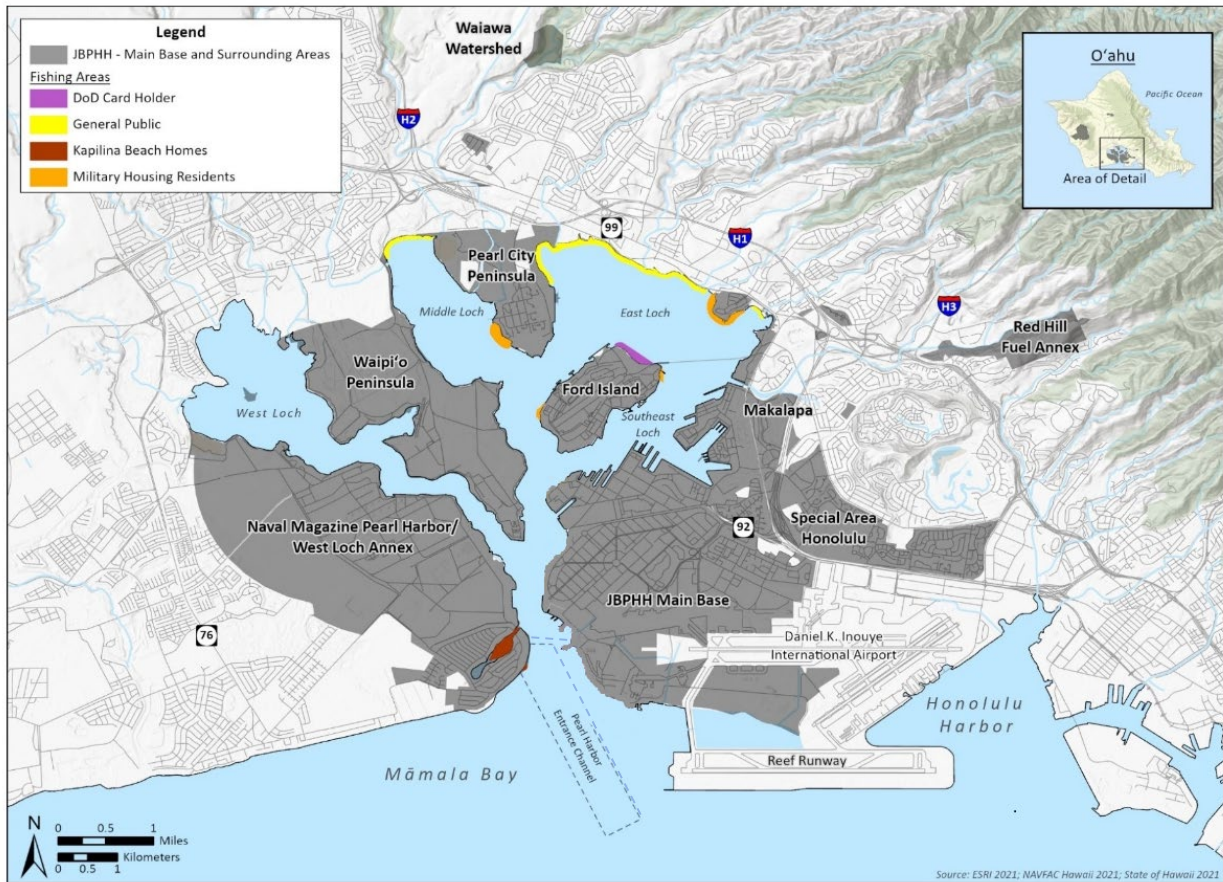 Legend
JBPHH - Main Base and Surrounding Areas
Fishing Areas
DoD Card Holder
General Public
Kapilina Beach Homes
Military Housing Residents
Waiawa
Watershed
Oʻahu
Pacific Ocean
Area of Detail
H2
99
H1
H3
Pearl City
Peninsula
Middle Loch
East Loch
Red Hill
Fuel Annex
Waipiʻo
Peninsula
Ford Island
West Loch
Southeast
Loch
Makalapa
Naval Magazine Pearl Harbor/
West Loch Annex
92
Special Area
Honolulu
JBPHH Main Base
76
Daniel K. Inouye
International Airport
Pearl Harbor
Entrance Channel
Honolulu
Harbor
Reef Runway
Māmala Bay
N
0 0.5 1
Miles
Kilometers
0 0.5 1
Source: ESRI 2021; NAVFAC Hawaii 2021; State of Hawaii 2021